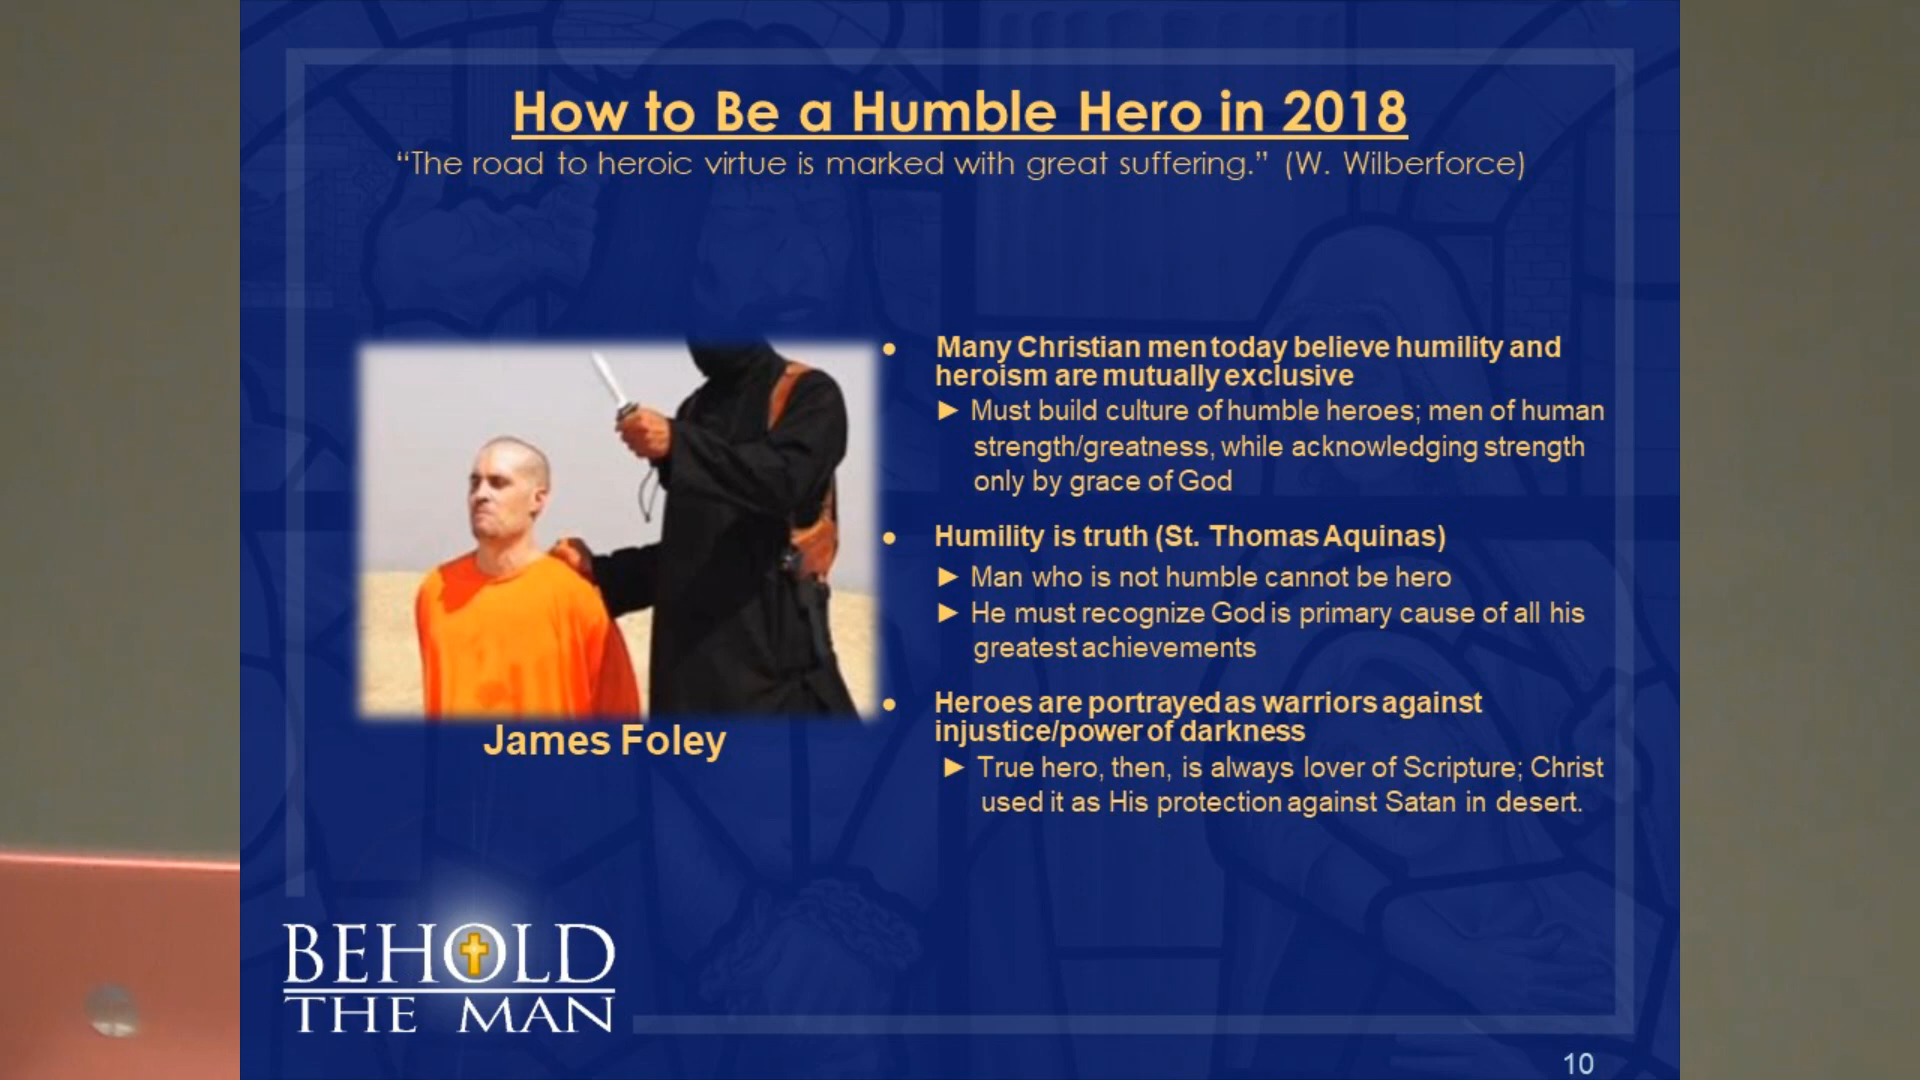 How to Be a Humble Hero in 2018
“The road to heroic virtue is marked with great suffering.” (W. Wilberforce)
• Many Christian men today believe humility and
heroism are mutually exclusive
► Must build culture of humble heroes; men of human
strength/greatness, while acknowledging strength
only by grace of God
• Humility is truth (St. Thomas Aquinas)
► Man who is not humble cannot be hero
► He must recognize God is primary cause of all his
greatest achievements
• Heroes are portrayed as warriors against
injustice/power of darkness
► True hero, then, is always lover of Scripture; Christ
used it as His protection against Satan in desert.
James Foley
BEHOLD
THE MAN
10